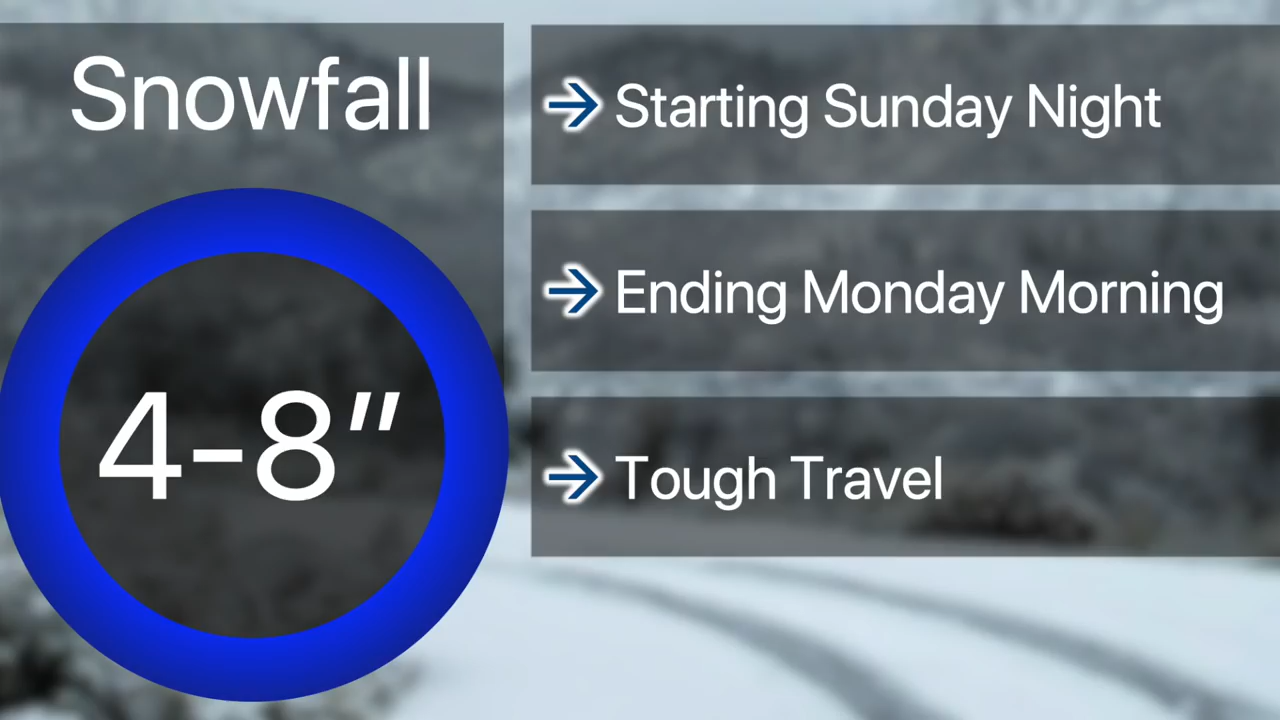 Snowfall
4-8"
Starting Sunday Night
Ending Monday Morning
Tough Travel